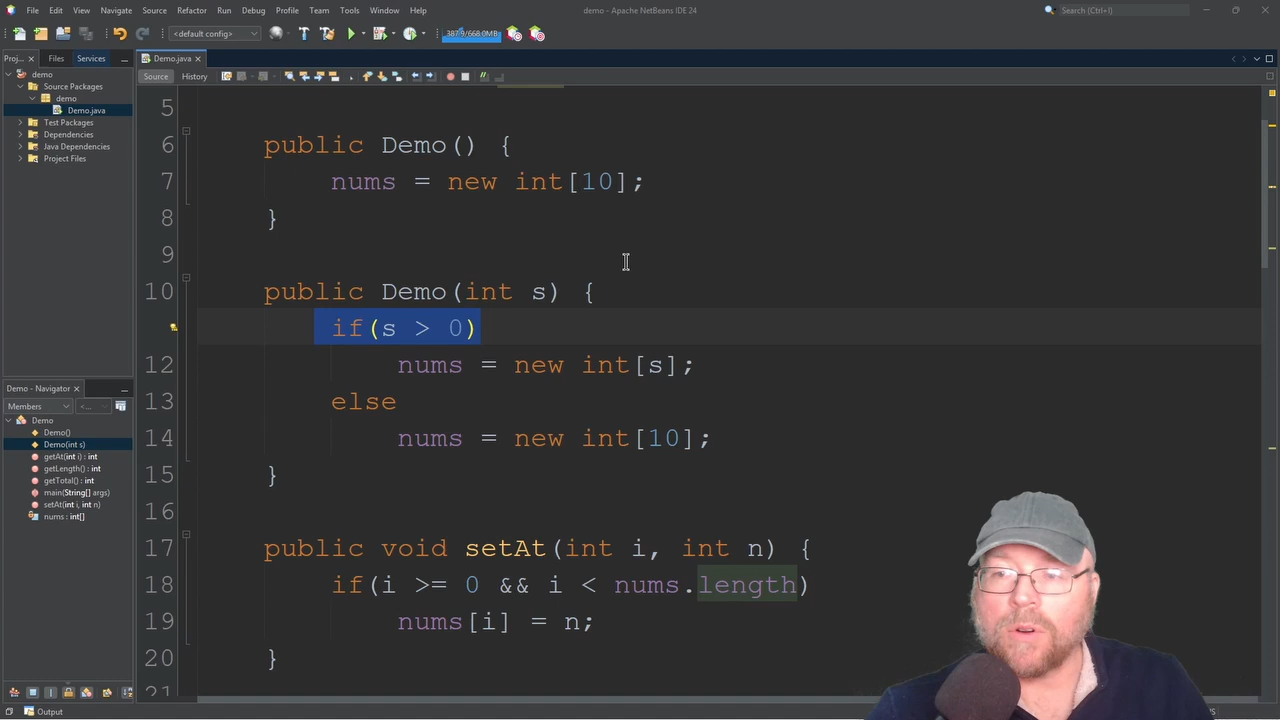 File Edit View Navigate Source Refactor Run Debug Profile Team Tools Window Help
demo - Apache NetBeans IDE 24
Search (Ctrl+I)
<default config>
387.9/668.0MB
Proj... Files Services
Demo.java
demo
Source Packages
demo
Demo.java
Test Packages
Dependencies
Java Dependencies
Project Files
Source History
5
6 public Demo() {
7 nums = new int[10];
8 }
9
10 public Demo(int s) {
if(s > 0)
12 nums = new int[s];
13 else
14 nums = new int[10];
15 }
16
17 public void setAt(int i, int n) {
18 if(i >= 0 && i < nums.length)
19 nums[i] = n;
20 }
21
Demo - Navigator
Members <...
Demo
Demo()
Demo(int s)
getAt(int i) : int
getLength() : int
getTotal() : int
main(String[] args)
setAt(int i, int n)
nums : int[]
Output